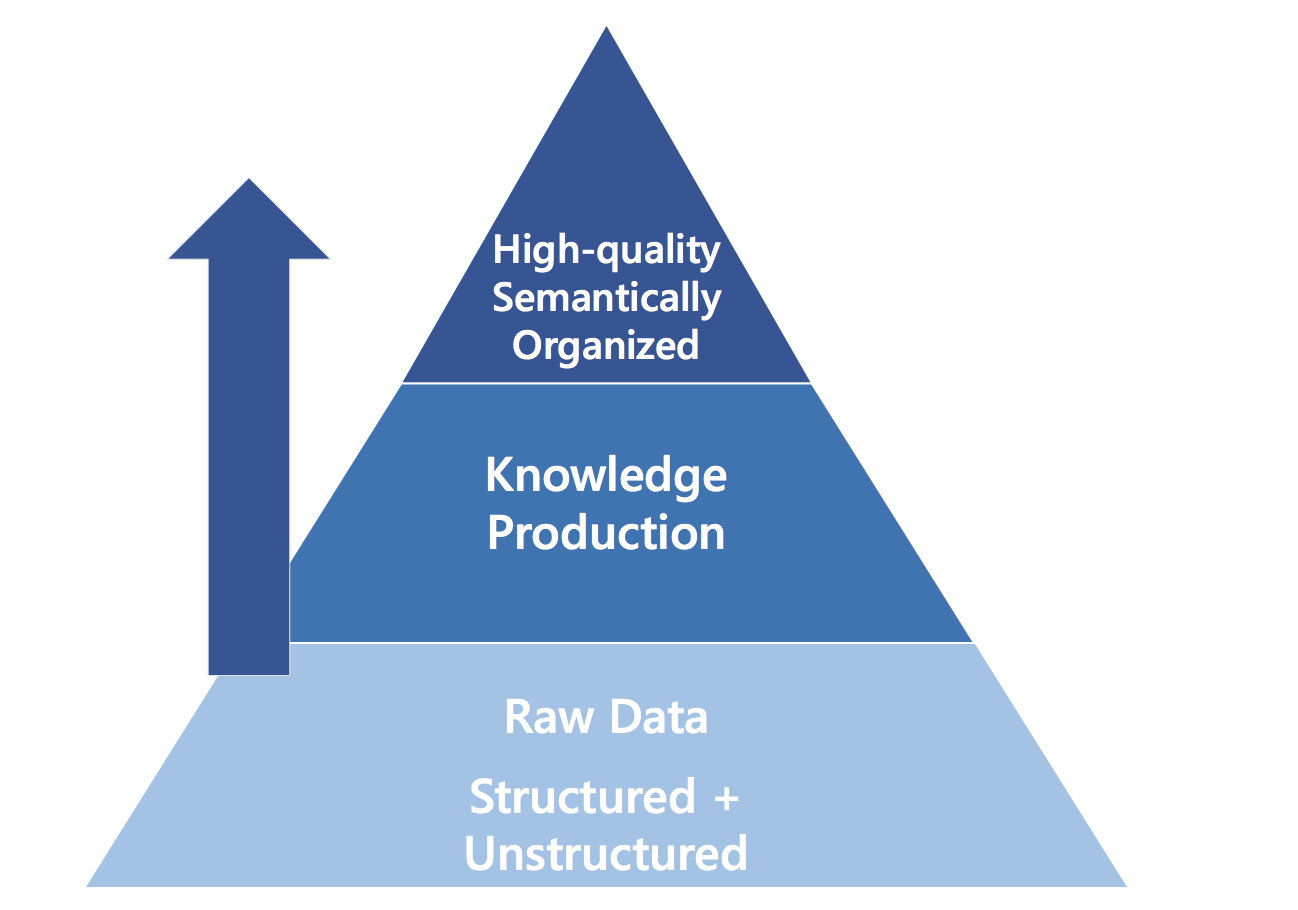 High-quality
Semantically
Organized
Knowledge
Production
Raw Data
Structured +
Unstructured